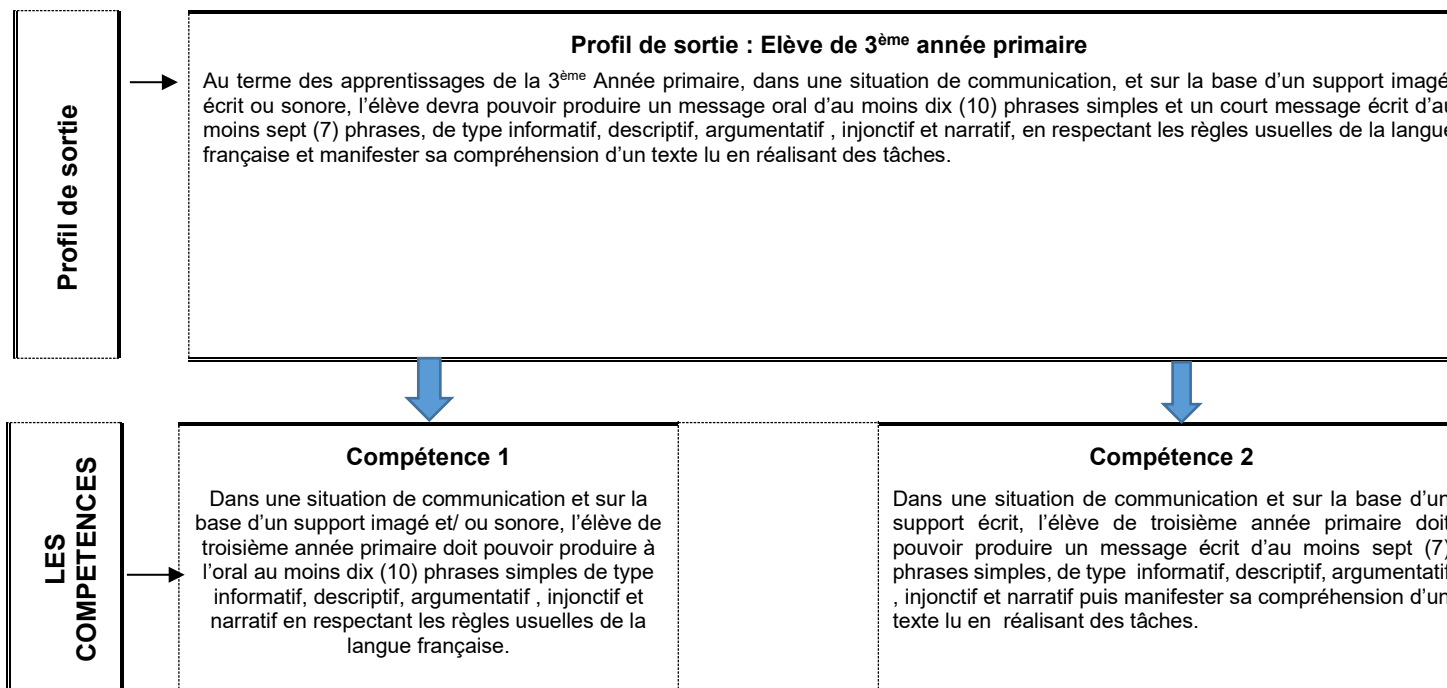 Profil de sortie
Profil de sortie : Elève de 3ème année primaire
Au terme des apprentissages de la 3ème Année primaire, dans une situation de communication, et sur la base d’un support imagé
écrit ou sonore, l’élève devra pouvoir produire un message oral d’au moins dix (10) phrases simples et un court message écrit d’au
moins sept (7) phrases, de type informatif, descriptif, argumentatif , injonctif et narratif, en respectant les règles usuelles de la langue
française et manifester sa compréhension d’un texte lu en réalisant des tâches.
LES
COMPETENCES
Compétence 1
Dans une situation de communication et sur la
base d’un support imagé et/ ou sonore, l’élève de
troisième année primaire doit pouvoir produire à
l’oral au moins dix (10) phrases simples de type
informatif, descriptif, argumentatif , injonctif et
narratif en respectant les règles usuelles de la
langue française.
Compétence 2
Dans une situation de communication et sur la base d’un
support écrit, l’élève de troisième année primaire doit
pouvoir produire un message écrit d’au moins sept (7)
phrases simples, de type informatif, descriptif, argumentatif
, injonctif et narratif puis manifester sa compréhension d’un
texte lu en réalisant des tâches.